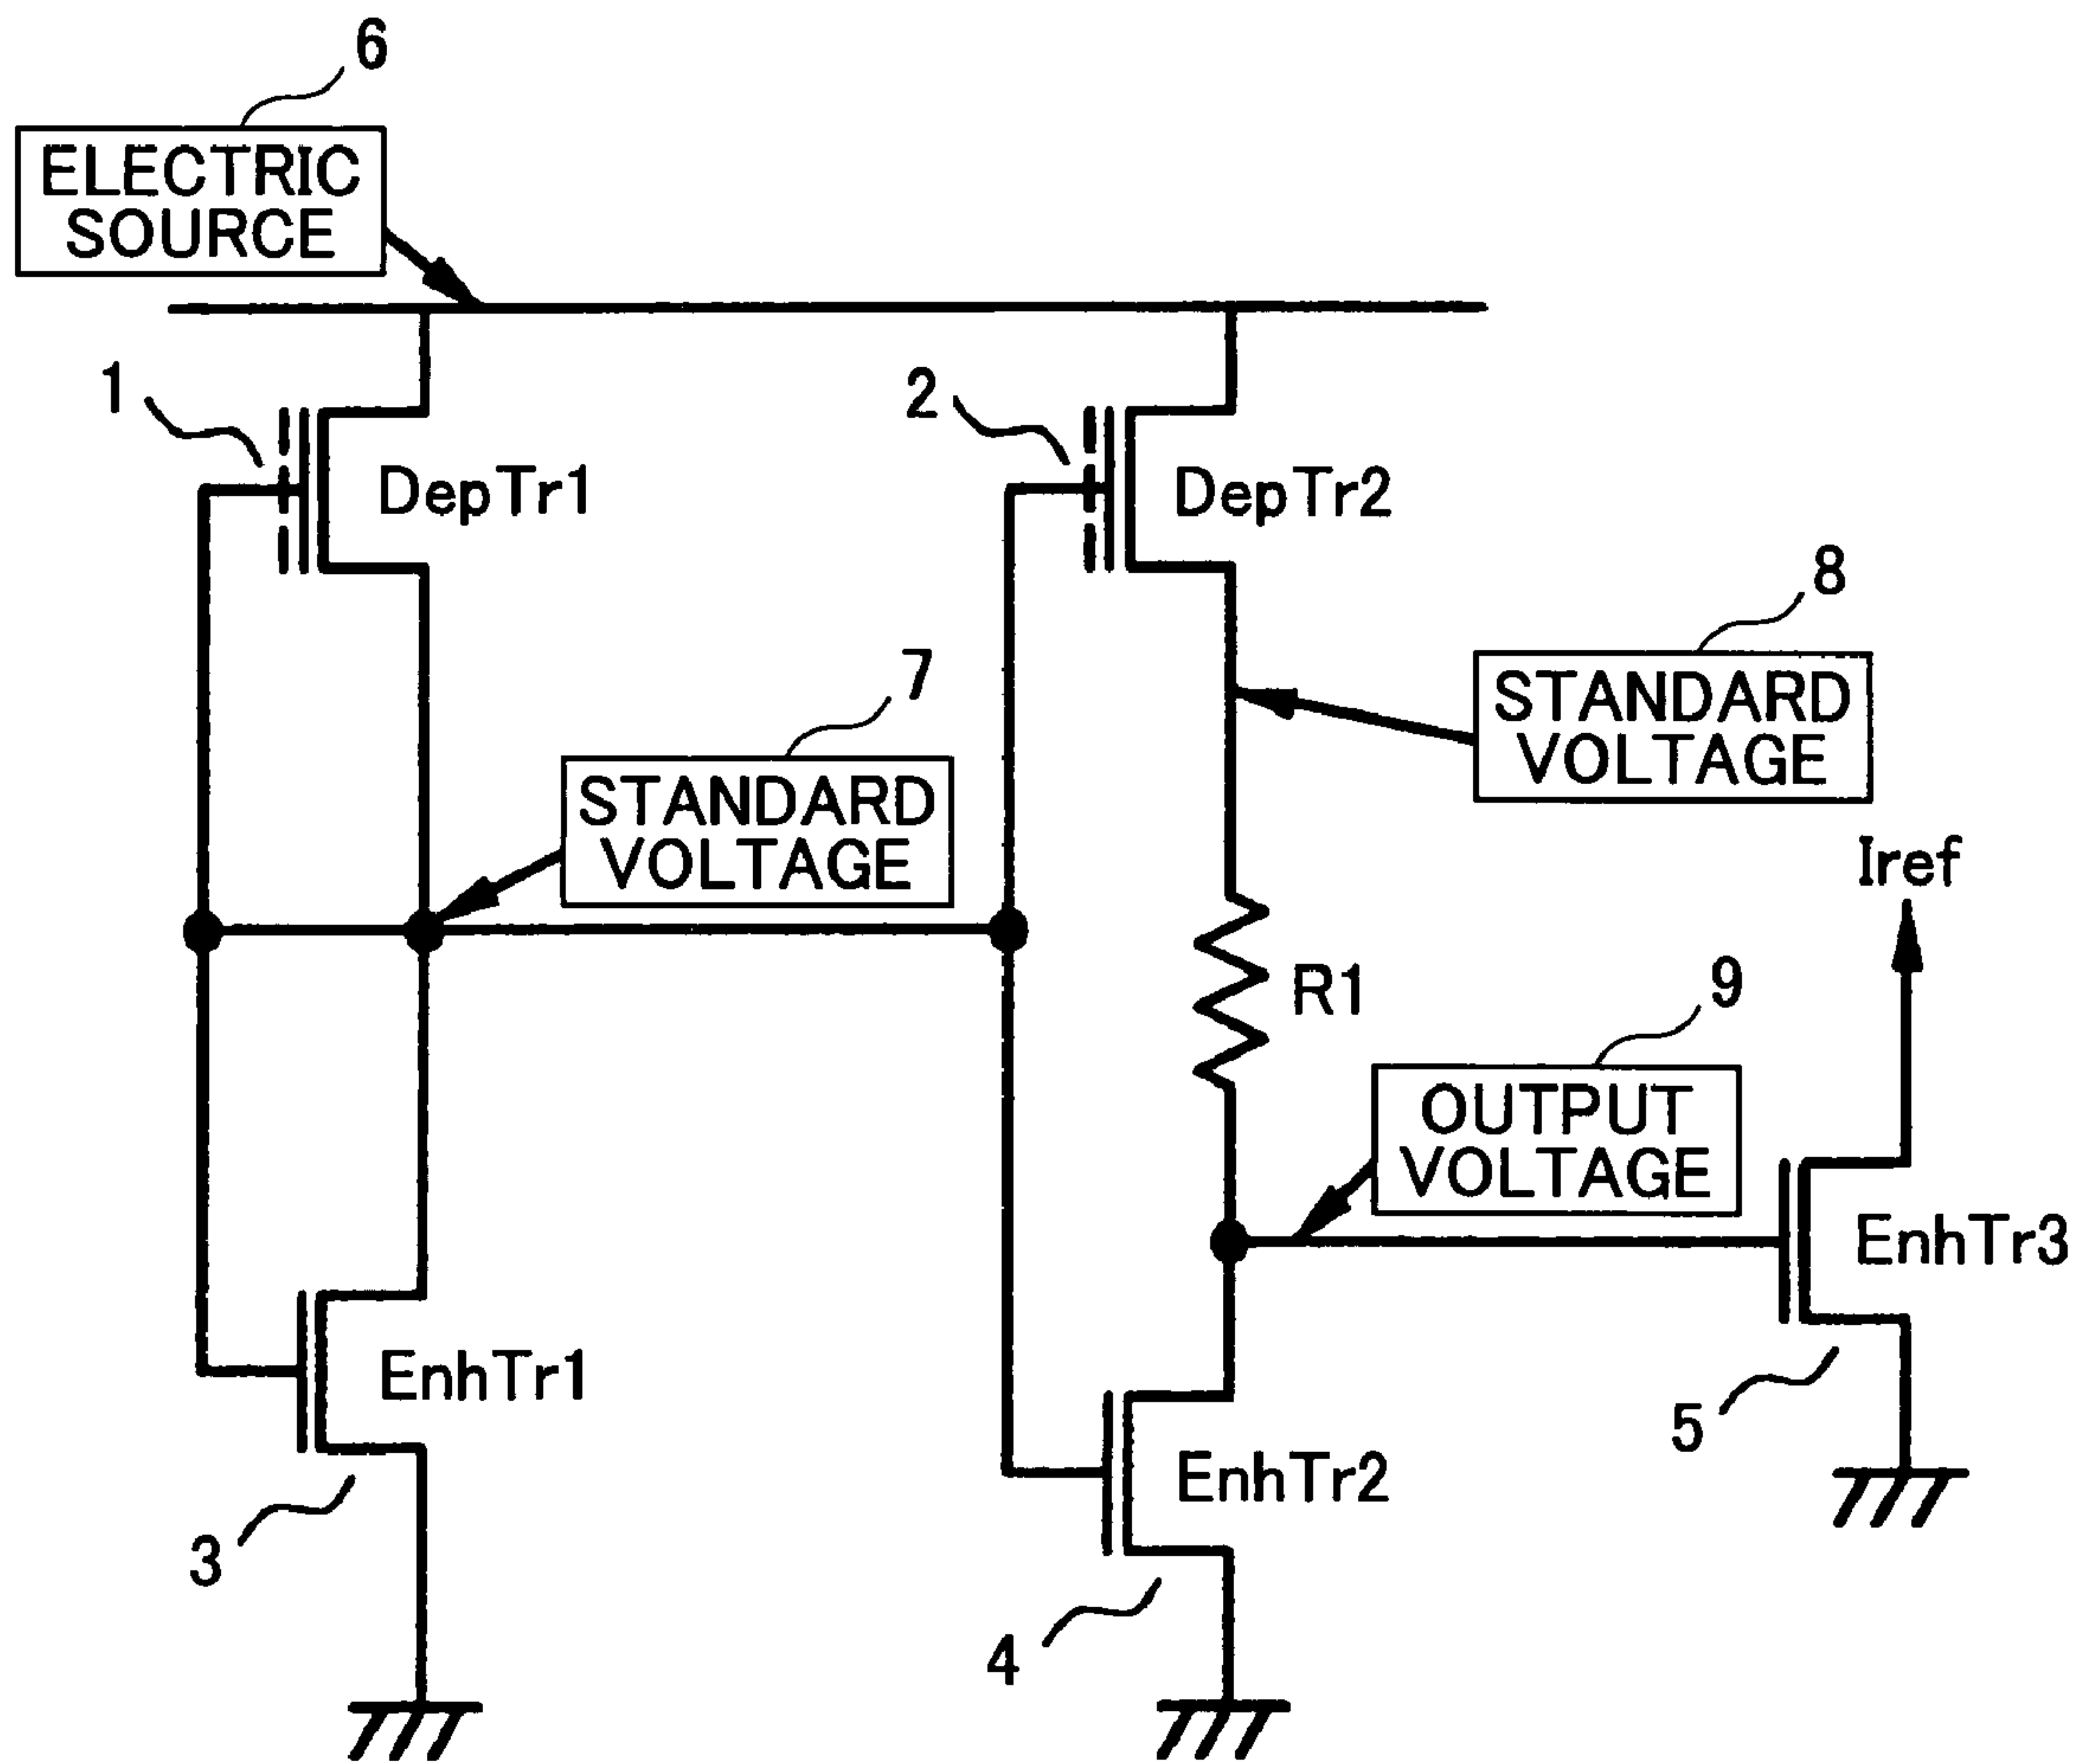 6
ELECTRIC
SOURCE
1
DepTr1
2
DepTr2
8
STANDARD
VOLTAGE
7
STANDARD
VOLTAGE
Iref
R1
9
OUTPUT
VOLTAGE
EnhTr3
5
EnhTr1
3
EnhTr2
4